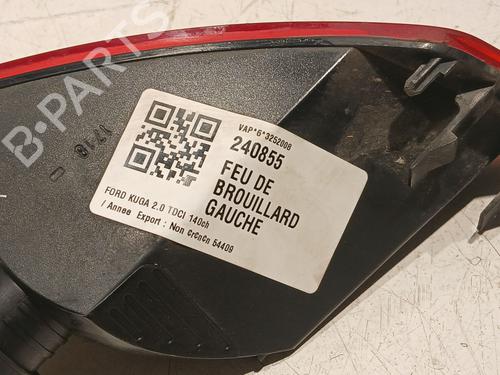 B-PARTS
VAP*6*3252008
240855
FEU DE
BROUILLARD
GAUCHE
FORD KUGA 2.0 TDCI 140ch
/ Annee Export : Non CrCnCn 54409